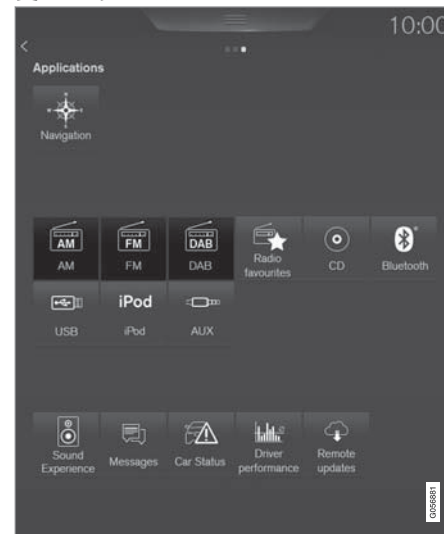 10:00
Applications
Navigation
AM
FM
DAB
AM
FM
DAB
Radio
favourites
CD
Bluetooth
iPod
USB
iPod
AUX
Sound
Experience
Messages
Car Status
Driver
performance
Remote
updates
G056881